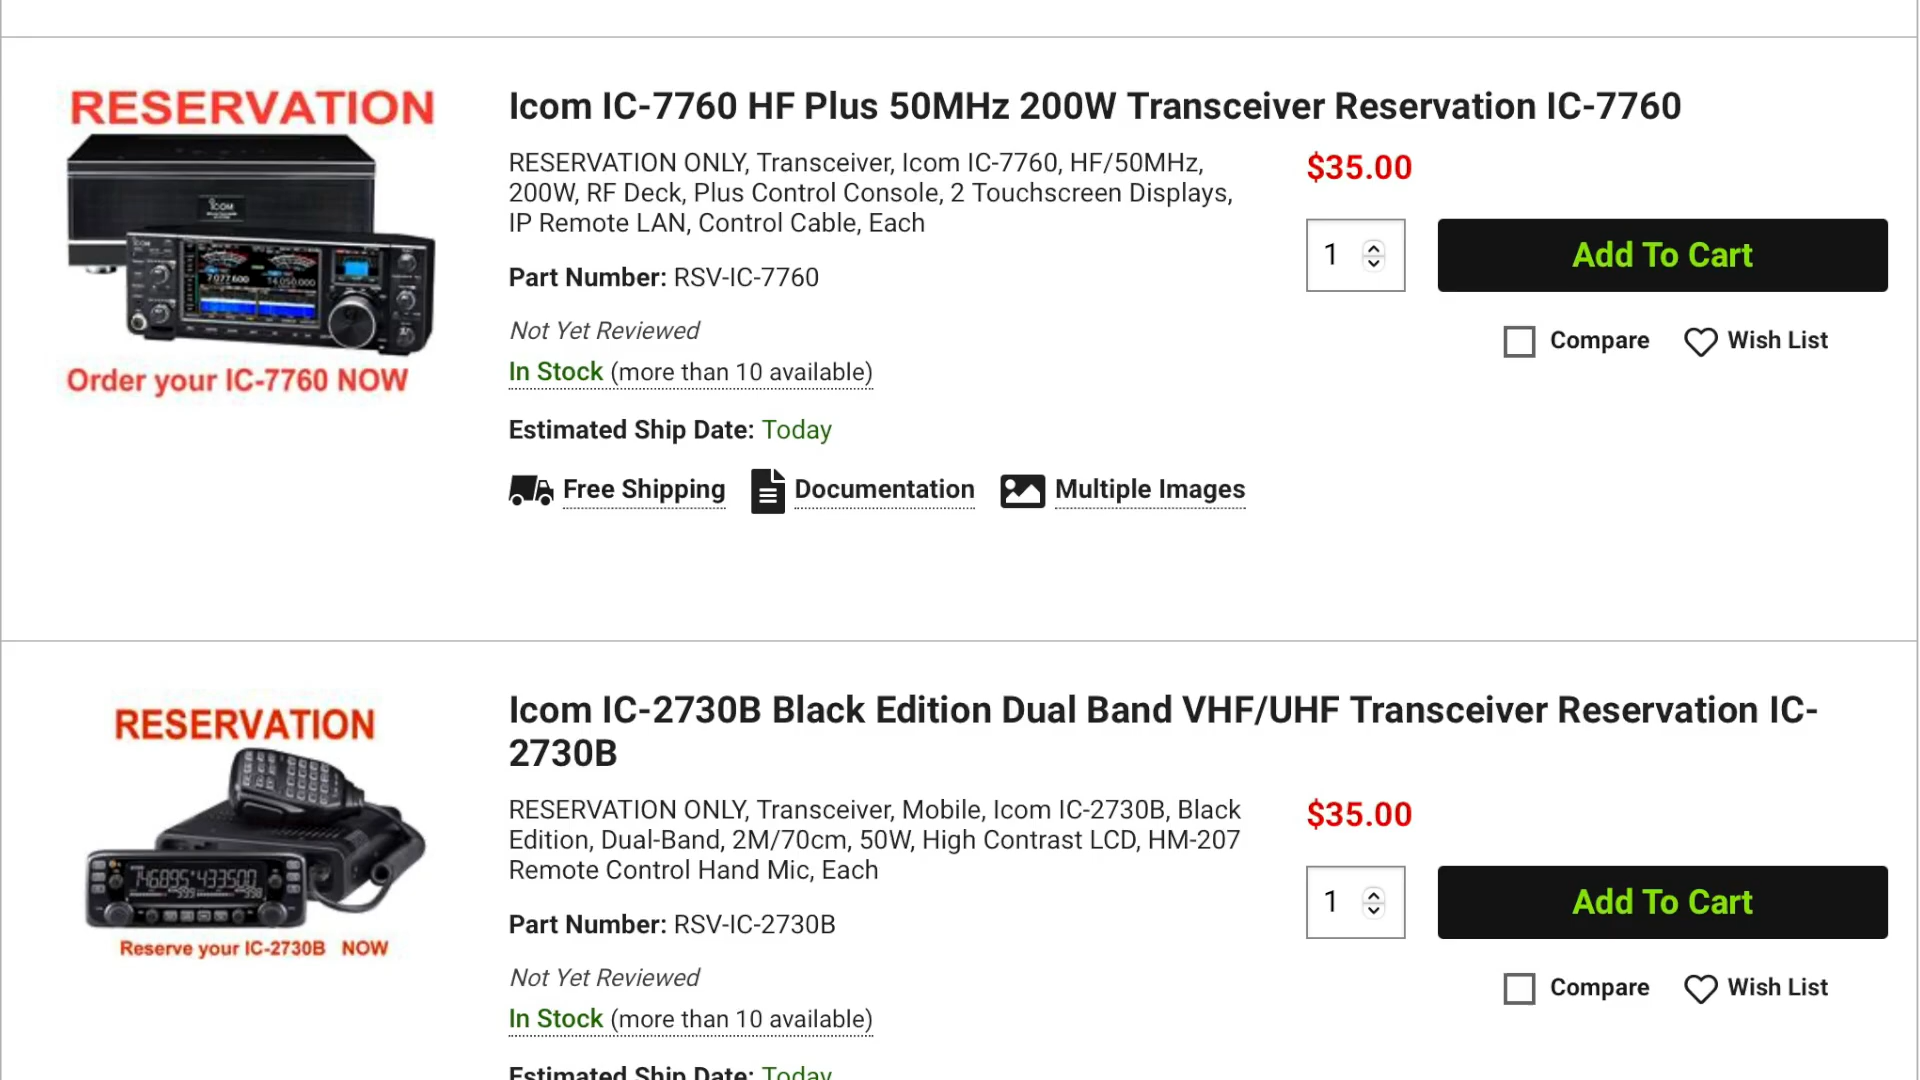 RESERVATION
ICOM
Order your IC-7760 NOW
Icom IC-7760 HF Plus 50MHz 200W Transceiver Reservation IC-7760
RESERVATION ONLY, Transceiver, Icom IC-7760, HF/50MHz,
200W, RF Deck, Plus Control Console, 2 Touchscreen Displays,
IP Remote LAN, Control Cable, Each
Part Number: RSV-IC-7760
Not Yet Reviewed
In Stock (more than 10 available)
Estimated Ship Date: Today
Free Shipping
Documentation
Multiple Images
$35.00
1
Add To Cart
Compare
Wish List
RESERVATION
Reserve your IC-2730B NOW
Icom IC-2730B Black Edition Dual Band VHF/UHF Transceiver Reservation IC-
2730B
RESERVATION ONLY, Transceiver, Mobile, Icom IC-2730B, Black
Edition, Dual-Band, 2M/70cm, 50W, High Contrast LCD, HM-207
Remote Control Hand Mic, Each
Part Number: RSV-IC-2730B
Not Yet Reviewed
In Stock (more than 10 available)
Estimated Ship Date: Today
$35.00
1
Add To Cart
Compare
Wish List